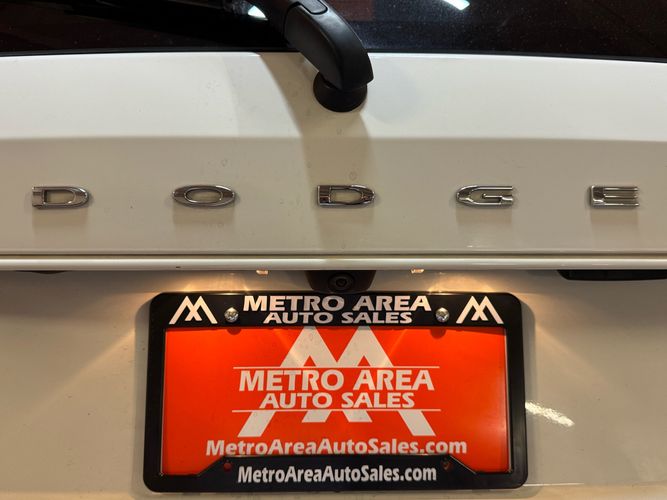 DODGE
METRO AREA
AUTO SALES
METRO AREA
AUTO SALES
MetroAreaAutoSales.com
MetroAreaAutoSales.com